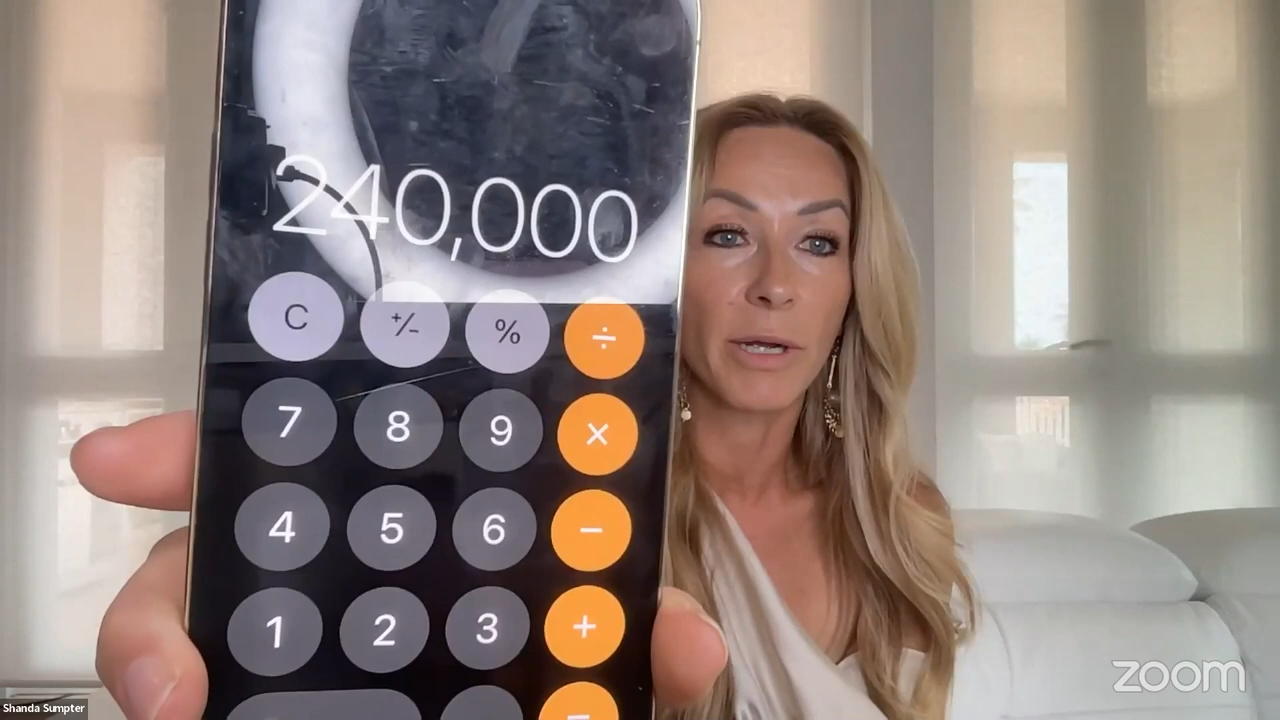 240,000
C +/- % ÷
7 8 9 ×
4 5 6 −
1 2 3 +
=
zoom
Shanda Sumpter